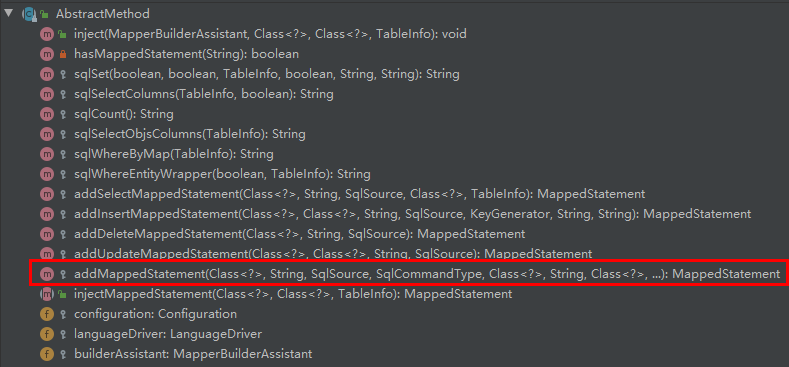 AbstractMethod
inject(MapperBuilderAssistant, Class<?>, Class<?>, TableInfo): void
hasMappedStatement(String): boolean
sqlSet(boolean, boolean, TableInfo, boolean, String, String): String
sqlSelectColumns(TableInfo, boolean): String
sqlCount(): String
sqlSelectObjsColumns(TableInfo): String
sqlWhereByMap(TableInfo): String
sqlWhereEntityWrapper(boolean, TableInfo): String
addSelectMappedStatement(Class<?>, String, SqlSource, Class<?>, TableInfo): MappedStatement
addInsertMappedStatement(Class<?>, Class<?>, String, SqlSource, KeyGenerator, String, String): MappedStatement
addDeleteMappedStatement(Class<?>, String, SqlSource): MappedStatement
addUpdateMappedStatement(Class<?>, Class<?>, String, SqlSource): MappedStatement
addMappedStatement(Class<?>, String, SqlSource, SqlCommandType, Class<?>, String, Class<?>, ...): MappedStatement
injectMappedStatement(Class<?>, Class<?>, TableInfo): MappedStatement
configuration: Configuration
languageDriver: LanguageDriver
builderAssistant: MapperBuilderAssistant